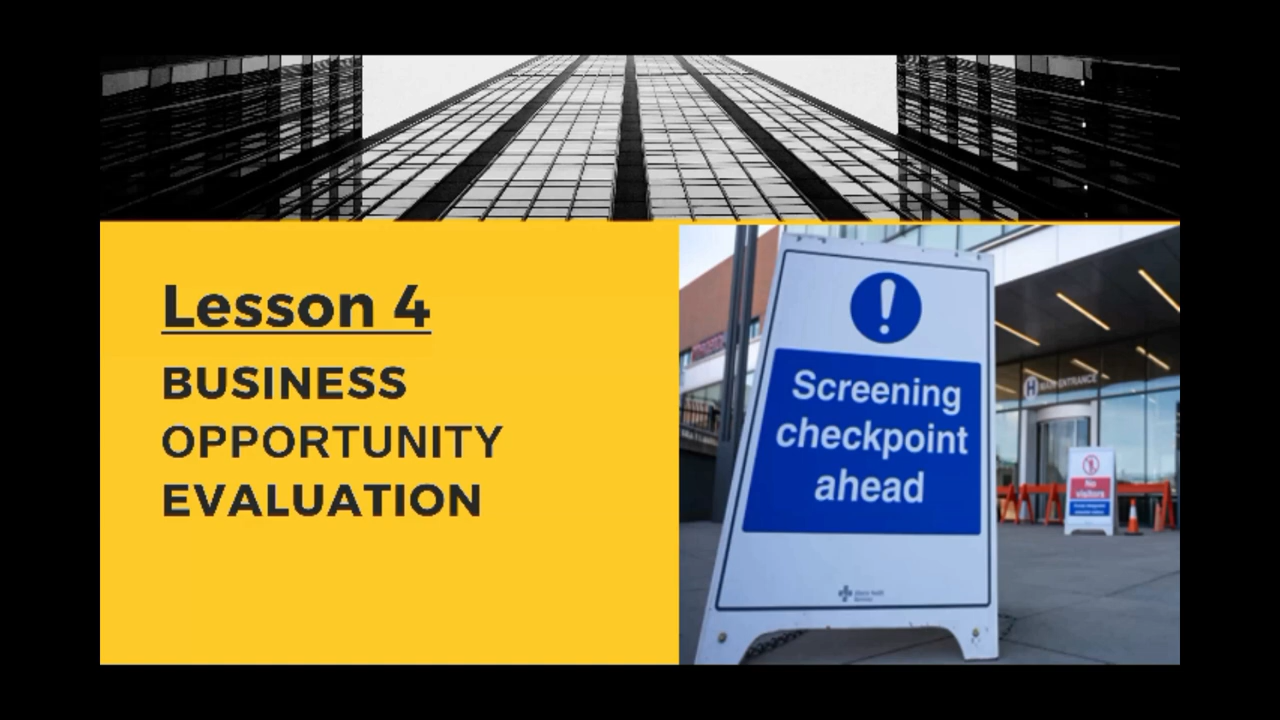 Lesson 4
BUSINESS
OPPORTUNITY
EVALUATION
Screening
checkpoint
ahead
H MAIN ENTRANCE
No
visitors